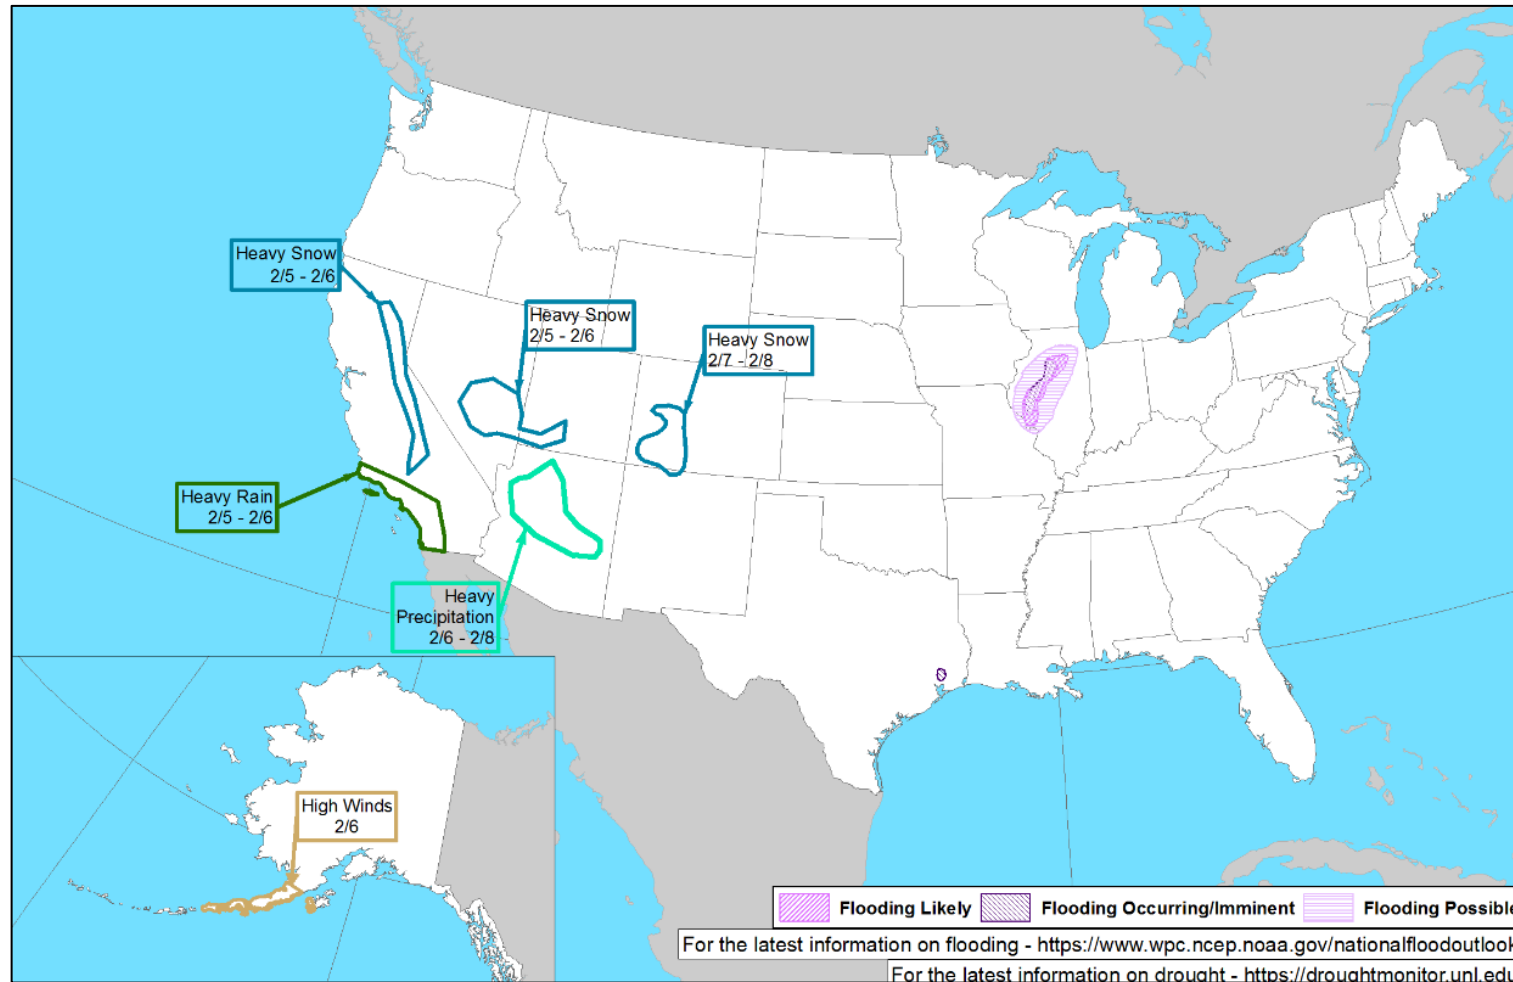 Heavy Snow
2/5 - 2/6
Heavy Snow
2/5 - 2/6
Heavy Snow
2/7 - 2/8
Heavy Rain
2/5 - 2/6
Heavy
Precipitation
2/6 - 2/8
High Winds
2/6
Flooding Likely
Flooding Occurring/Imminent
Flooding Possible
For the latest information on flooding - https://www.wpc.ncep.noaa.gov/nationalfloodoutlook
For the latest information on drought - https://droughtmonitor.unl.edu